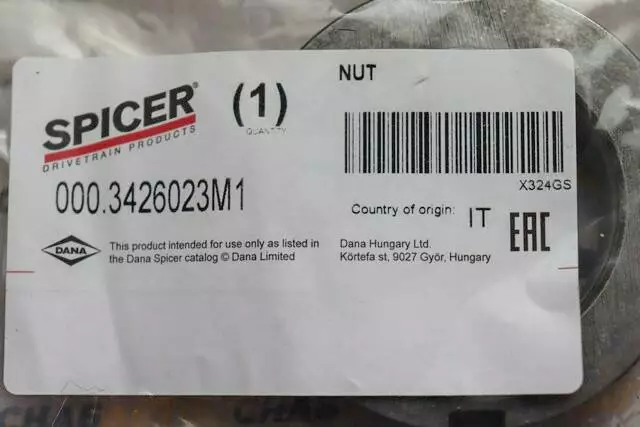 NUT
SPICER®
DRIVETRAIN PRODUCTS
(1)
QUANTITY
X324GS
000.3426023M1
Country of origin: IT
EAC
DANA
This product intended for use only as listed in
the Dana Spicer catalog © Dana Limited
Dana Hungary Ltd.
Körtefa st, 9027 Győr, Hungary